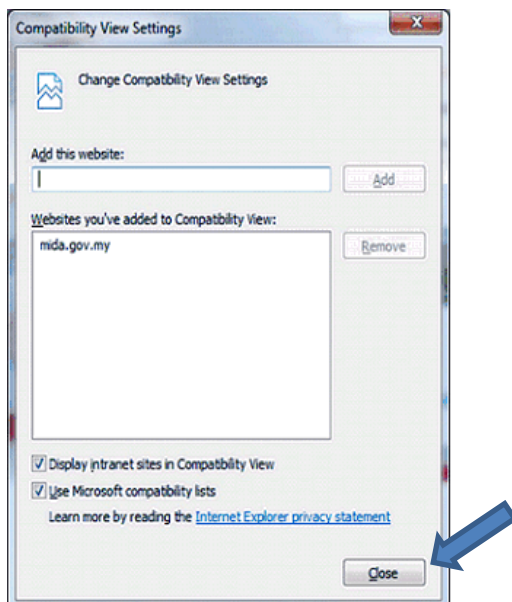 Compatibility View Settings
Change Compatibility View Settings
Add this website:
Add
Websites you've added to Compatibility View:
mida.gov.my
Remove
Display intranet sites in Compatibility View
Use Microsoft compatibility lists
Learn more by reading the Internet Explorer privacy statement
Close